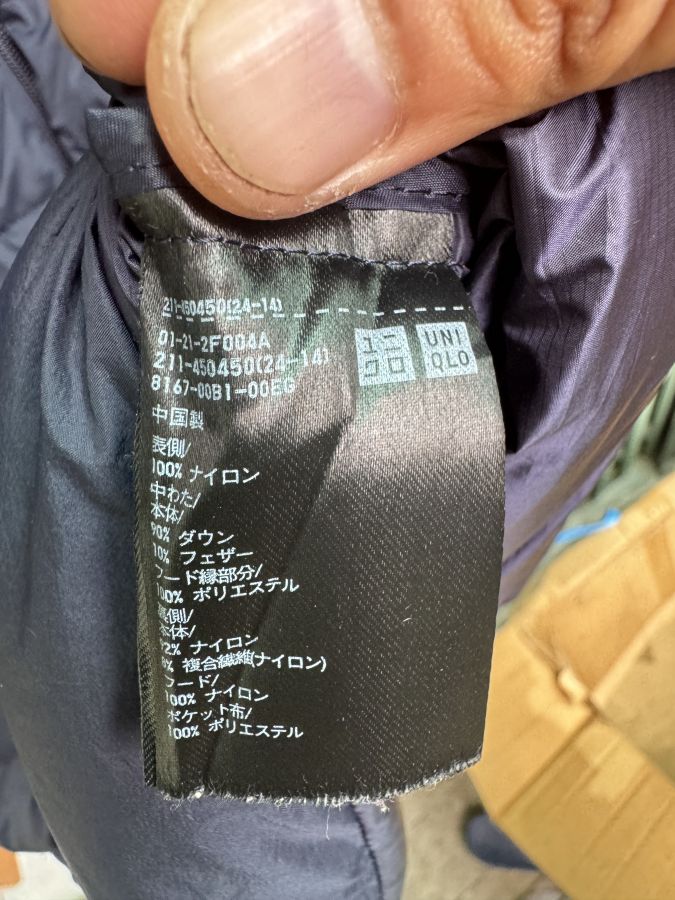 211-450450(24-14)
01-21-2F004A
211-450450(24-14)
8167-00B1-00EG
ユニ
クロ
UNI
QLO
中国製
表側/
100% ナイロン
中わた/
本体/
90% ダウン
10% フェザー
フード縁部分/
100% ポリエステル
裏側/
本体/
92% ナイロン
8% 複合繊維(ナイロン)
フード/
100% ナイロン
ポケット布/
100% ポリエステル